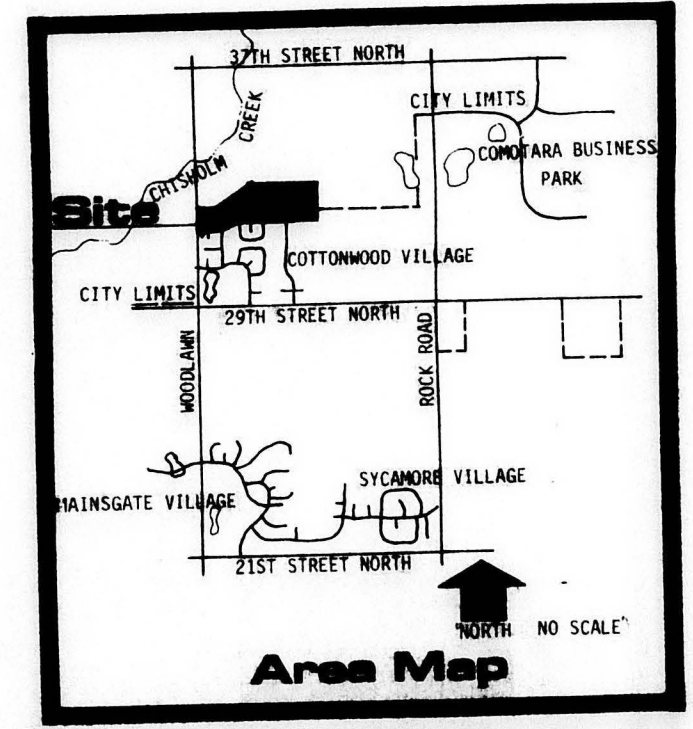 37TH STREET NORTH
CITY LIMITS
CREEK
COMOTARA BUSINESS
PARK
CHISHOLM
Site
COTTONWOOD VILLAGE
CITY LIMITS
29TH STREET NORTH
WOODLAWN
ROCK ROAD
SYCAMORE VILLAGE
MAINSGATE VILLAGE
21ST STREET NORTH
"NORTH NO SCALE"
Area Map